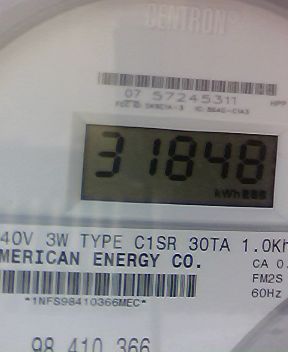 CENTRON®
07 57245311
31848
kWh
40V 3W TYPE C1SR 30TA 1.0Kh
MERICAN ENERGY CO.
CA 0.
FM2S
60Hz
*1NFS98410366MEC*
98 410 366